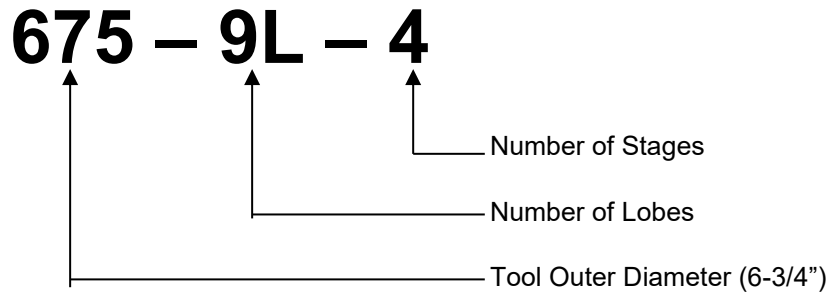 675 – 9L – 4
Number of Stages
Number of Lobes
Tool Outer Diameter (6-3/4”)